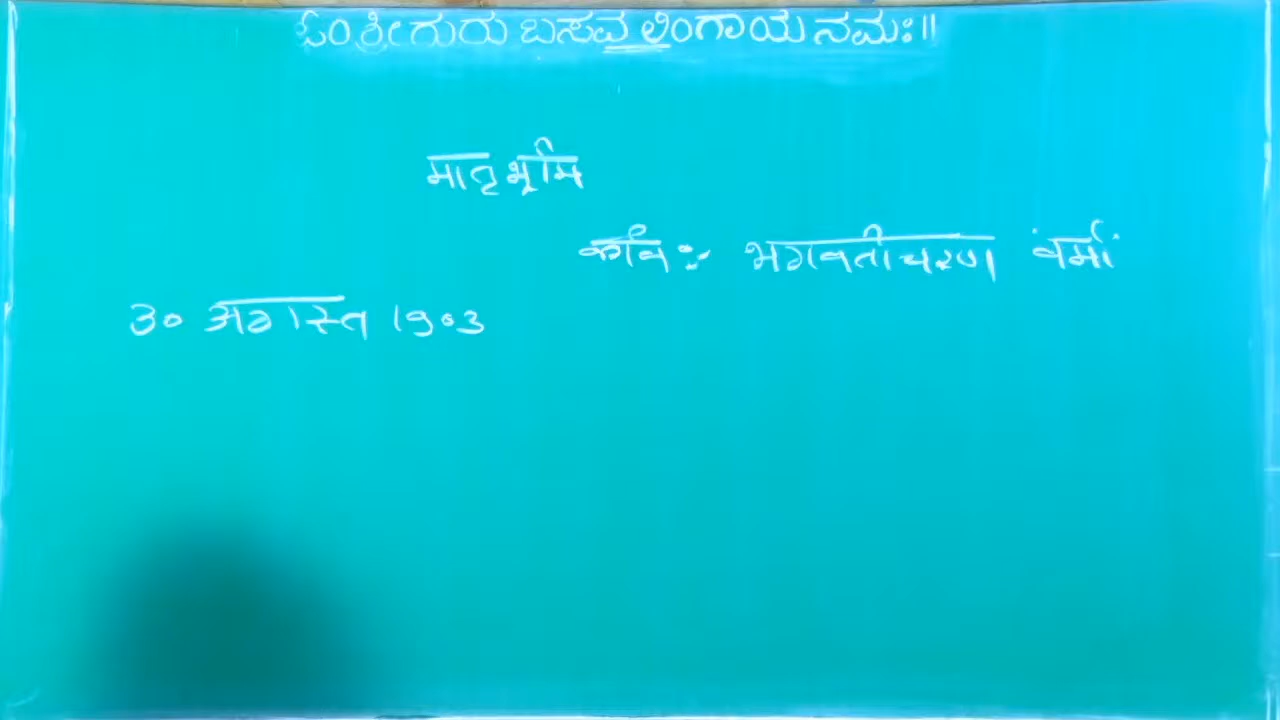 ಓಂ ಶ್ರೀ ಗುರು ಬಸವ ಲಿಂಗಾಯ ನಮಃ ॥
मातृभूमि
कवि :- भगवतीचरण वर्मा
30 अगस्त 1903